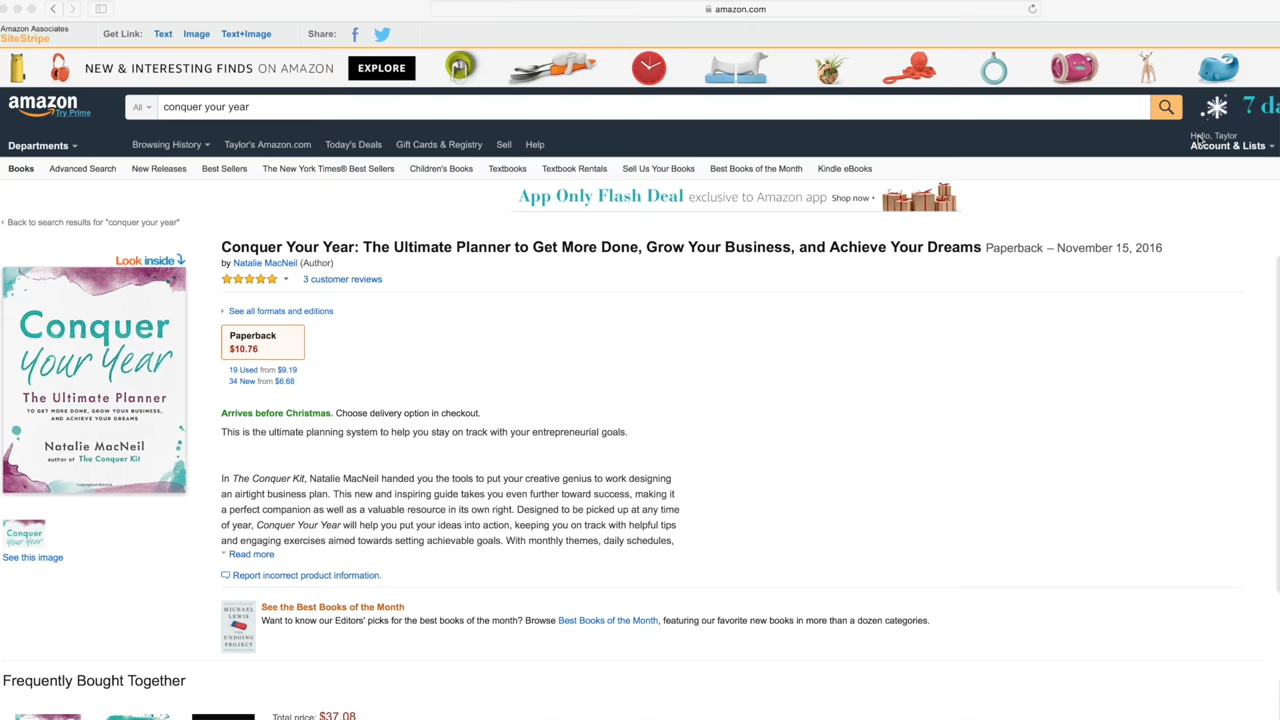 amazon.com
Amazon Associates
SiteStripe
Get Link: Text Image Text+Image Share:
NEW & INTERESTING FINDS ON AMAZON EXPLORE
amazon
Try Prime
All conquer your year
7 da
Hello, Taylor
Departments Browsing History Taylor's Amazon.com Today's Deals Gift Cards & Registry Sell Help Account & Lists
Books Advanced Search New Releases Best Sellers The New York Times® Best Sellers Children's Books Textbooks Textbook Rentals Sell Us Your Books Best Books of the Month Kindle eBooks
App Only Flash Deal exclusive to Amazon app Shop now
‹ Back to search results for "conquer your year"
Look inside
Conquer
Your Year
The Ultimate Planner
TO GET MORE DONE, GROW YOUR BUSINESS,
AND ACHIEVE YOUR DREAMS
Natalie MacNeil
author of The Conquer Kit
Conquer
Your Year
See this image
Conquer Your Year: The Ultimate Planner to Get More Done, Grow Your Business, and Achieve Your Dreams Paperback – November 15, 2016
by Natalie MacNeil (Author)
3 customer reviews
See all formats and editions
Paperback
$10.76
19 Used from $9.19
34 New from $6.68
Arrives before Christmas. Choose delivery option in checkout.
This is the ultimate planning system to help you stay on track with your entrepreneurial goals.
In The Conquer Kit, Natalie MacNeil handed you the tools to put your creative genius to work designing
an airtight business plan. This new and inspiring guide takes you even further toward success, making it
a perfect companion as well as a valuable resource in its own right. Designed to be picked up at any time
of year, Conquer Your Year will help you put your ideas into action, keeping you on track with helpful tips
and engaging exercises aimed towards setting achievable goals. With monthly themes, daily schedules,
Read more
Report incorrect product information.
MICHAEL
LEWIS
THE
UNDOING
PROJECT
See the Best Books of the Month
Want to know our Editors' picks for the best books of the month? Browse Best Books of the Month, featuring our favorite new books in more than a dozen categories.
Frequently Bought Together
Total price: $37.08